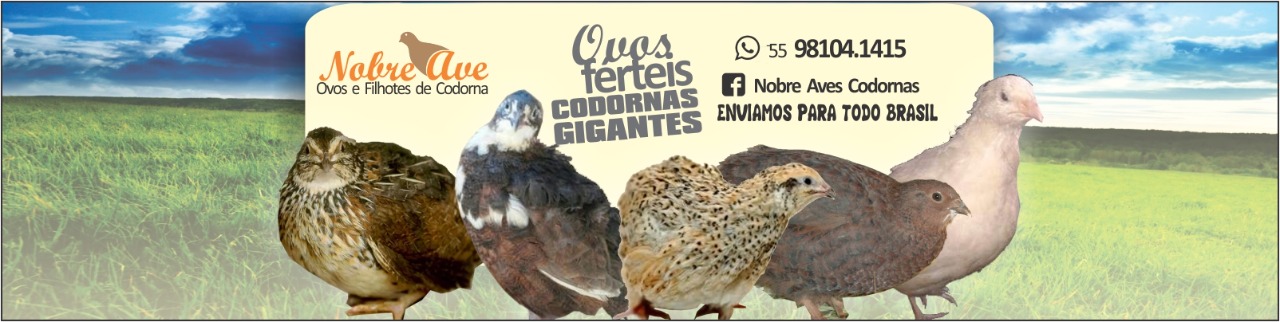 Nobre Ave
Ovos e Filhotes de Codorna
Ovos
ferteis
CODORNAS
GIGANTES
55 98104.1415
Nobre Aves Codornas
ENVIAMOS PARA TODO BRASIL